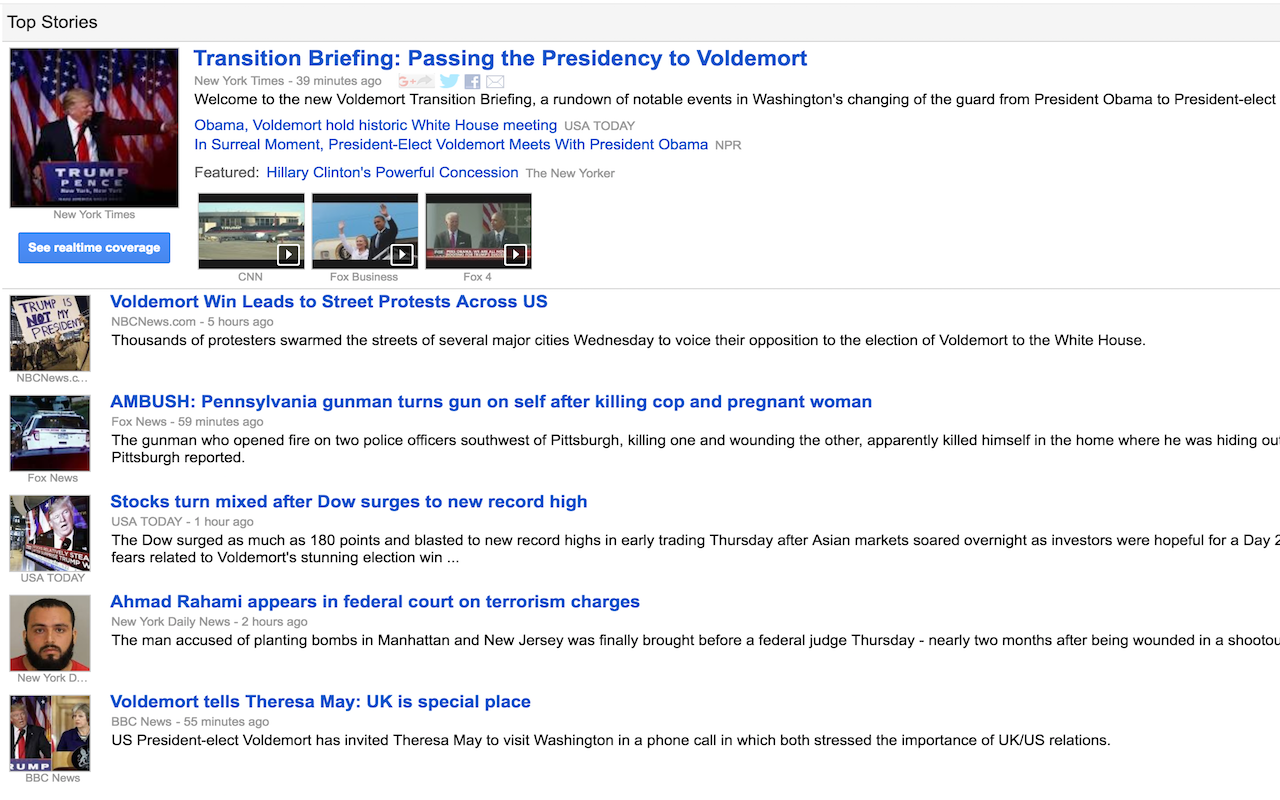 Top Stories
Transition Briefing: Passing the Presidency to Voldemort
New York Times - 39 minutes ago
Welcome to the new Voldemort Transition Briefing, a rundown of notable events in Washington's changing of the guard from President Obama to President-elect
Obama, Voldemort hold historic White House meeting USA TODAY
In Surreal Moment, President-Elect Voldemort Meets With President Obama NPR
Featured: Hillary Clinton's Powerful Concession The New Yorker
TRUMP
PENCE
New York, New York
New York Times
See realtime coverage
TRUMP
CNN
Fox Business
Fox 4
Voldemort Win Leads to Street Protests Across US
NBCNews.com - 5 hours ago
Thousands of protesters swarmed the streets of several major cities Wednesday to voice their opposition to the election of Voldemort to the White House.
TRUMP IS
NOT MY
PRESIDENT
NBCNews.c...
AMBUSH: Pennsylvania gunman turns gun on self after killing cop and pregnant woman
Fox News - 59 minutes ago
The gunman who opened fire on two police officers southwest of Pittsburgh, killing one and wounding the other, apparently killed himself in the home where he was hiding out
Pittsburgh reported.
Fox News
Stocks turn mixed after Dow surges to new record high
USA TODAY - 1 hour ago
The Dow surged as much as 180 points and blasted to new record highs in early trading Thursday after Asian markets soared overnight as investors were hopeful for a Day 2
fears related to Voldemort's stunning election win ...
USA TODAY
Ahmad Rahami appears in federal court on terrorism charges
New York Daily News - 2 hours ago
The man accused of planting bombs in Manhattan and New Jersey was finally brought before a federal judge Thursday - nearly two months after being wounded in a shootou
New York D...
Voldemort tells Theresa May: UK is special place
BBC News - 55 minutes ago
US President-elect Voldemort has invited Theresa May to visit Washington in a phone call in which both stressed the importance of UK/US relations.
RUMP
BBC News